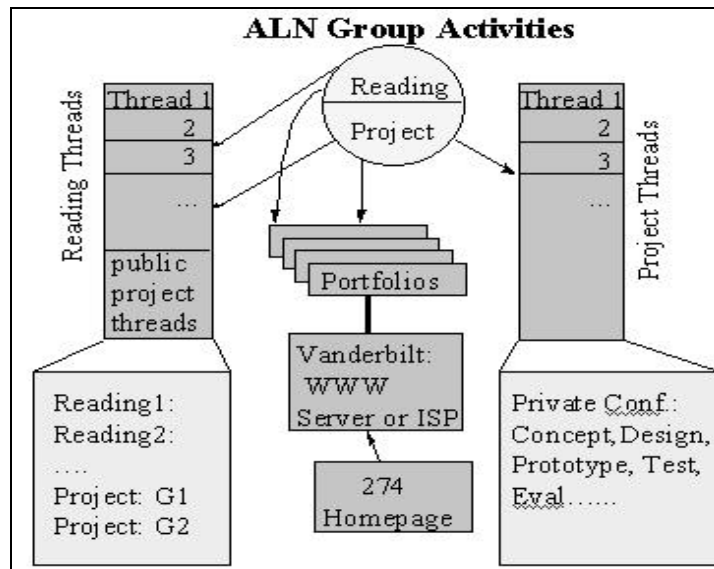 ALN Group Activities
Reading Threads
Thread 1
2
3
...
public
project
threads
Reading
Project
Portfolios
Vanderbilt:
WWW
Server or ISP
274
Homepage
Thread 1
2
3
...
Project Threads
Reading1:
Reading2:
....
Project: G1
Project: G2
Private Conf.:
Concept, Design,
Prototype, Test,
Eval......